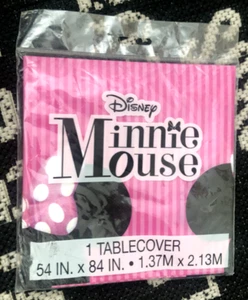 Disney
Minnie
Mouse
1 TABLECOVER
54 IN. x 84 IN. • 1.37M x 2.13M